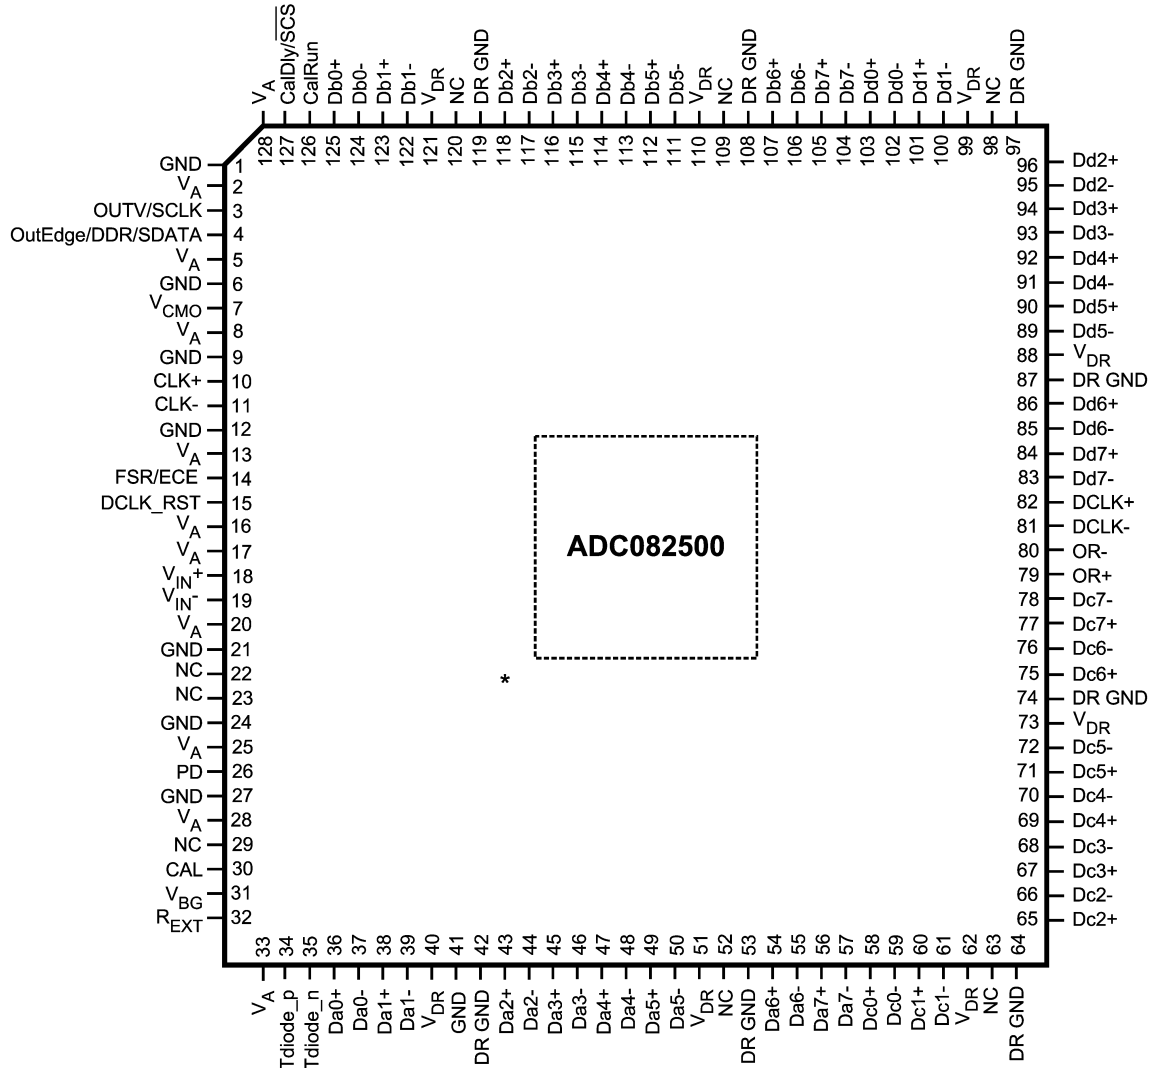 V_A
CalDly/SCS
CalRun
Db0+
Db0-
Db1+
Db1-
V_DR
NC
DR GND
Db2+
Db2-
Db3+
Db3-
Db4+
Db4-
Db5+
Db5-
V_DR
NC
DR GND
Db6+
Db6-
Db7+
Db7-
Dd0+
Dd0-
Dd1+
Dd1-
V_DR
NC
DR GND
128
127
126
125
124
123
122
121
120
119
118
117
116
115
114
113
112
111
110
109
108
107
106
105
104
103
102
101
100
99
98
97
GND 1
V_A 2
OUTV/SCLK 3
OutEdge/DDR/SDATA 4
V_A 5
GND 6
V_CMO 7
V_A 8
GND 9
CLK+ 10
CLK- 11
GND 12
V_A 13
FSR/ECE 14
DCLK_RST 15
V_A 16
V_A 17
V_IN+ 18
V_IN- 19
V_A 20
GND 21
NC 22
NC 23
GND 24
V_A 25
PD 26
GND 27
V_A 28
NC 29
CAL 30
V_BG 31
R_EXT 32
ADC082500
*
96 Dd2+
95 Dd2-
94 Dd3+
93 Dd3-
92 Dd4+
91 Dd4-
90 Dd5+
89 Dd5-
88 V_DR
87 DR GND
86 Dd6+
85 Dd6-
84 Dd7+
83 Dd7-
82 DCLK+
81 DCLK-
80 OR-
79 OR+
78 Dc7-
77 Dc7+
76 Dc6-
75 Dc6+
74 DR GND
73 V_DR
72 Dc5-
71 Dc5+
70 Dc4-
69 Dc4+
68 Dc3-
67 Dc3+
66 Dc2-
65 Dc2+
33
34
35
36
37
38
39
40
41
42
43
44
45
46
47
48
49
50
51
52
53
54
55
56
57
58
59
60
61
62
63
64
V_A
Tdiode_p
Tdiode_n
Da0+
Da0-
Da1+
Da1-
V_DR
GND
DR GND
Da2+
Da2-
Da3+
Da3-
Da4+
Da4-
Da5+
Da5-
V_DR
NC
DR GND
Da6+
Da6-
Da7+
Da7-
Dc0+
Dc0-
Dc1+
Dc1-
V_DR
NC
DR GND